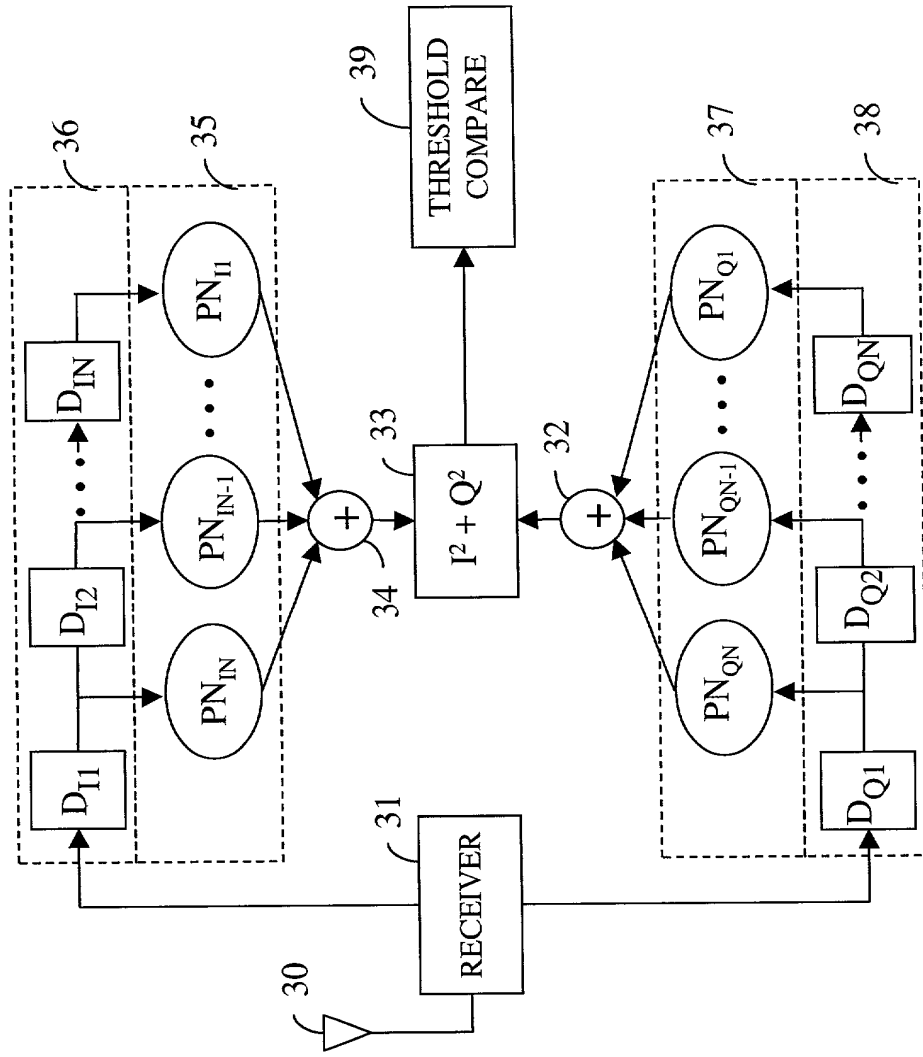 30
RECEIVER
31
36
D_I1
D_I2
• • • •
D_IN
35
PN_IN
PN_IN-1
• • •
PN_I1
34
+
33
I² + Q²
THRESHOLD
COMPARE
39
+
32
37
PN_QN
PN_QN-1
• • •
PN_Q1
38
D_Q1
D_Q2
• • • •
D_QN